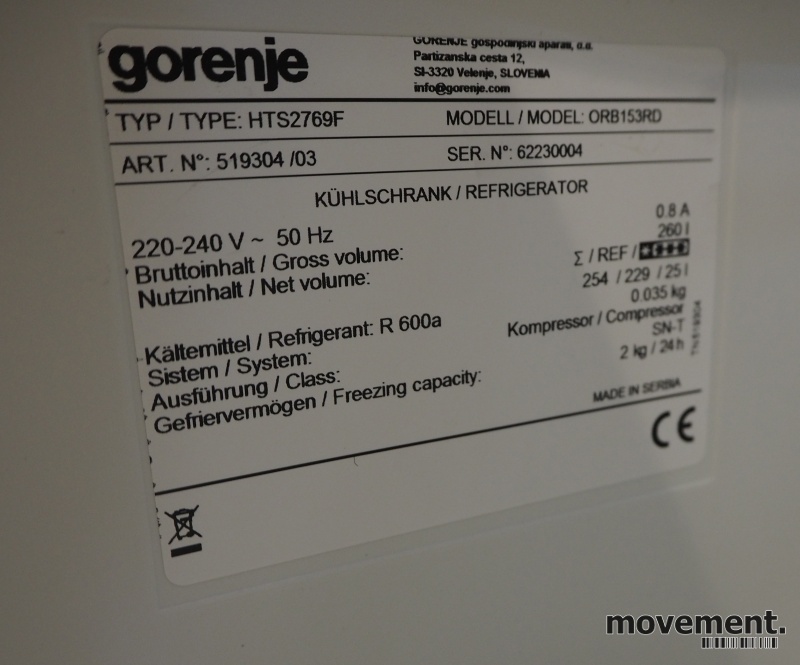 gorenje
GORENJE gospodinjski aparati, d.d.
Partizanska cesta 12,
SI-3320 Velenje, SLOVENIA
info@gorenje.com
TYP / TYPE: HTS2769F
MODELL / MODEL: ORB153RD
ART. N°: 519304 /03
SER. N°: 62230004
KÜHLSCHRANK / REFRIGERATOR
220-240 V ~ 50 Hz
0.8 A
Bruttoinhalt / Gross volume:
260 l
Σ / REF /
Nutzinhalt / Net volume:
254 / 229 / 25 l
Kältemittel / Refrigerant: R 600a
0.035 kg
Sistem / System:
Kompressor / Compressor
Ausführung / Class:
SN-T
Gefriervermögen / Freezing capacity:
2 kg / 24 h
MADE IN SERBIA
CE
movement.